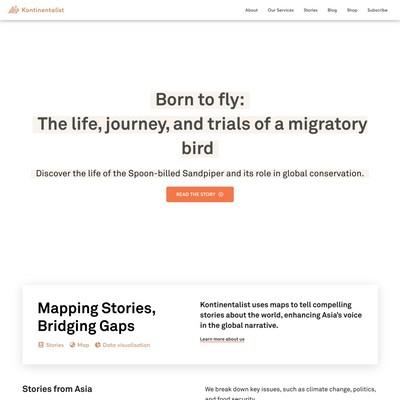 Kontinentalist
About Our Services Stories Blog Shop Subscribe
Born to fly:
The life, journey, and trials of a migratory
bird
Discover the life of the Spoon-billed Sandpiper and its role in global conservation.
READ THE STORY
Mapping Stories,
Bridging Gaps
Stories Map Data visualisation
Kontinentalist uses maps to tell compelling
stories about the world, enhancing Asia's voice
in the global narrative.
Learn more about us
Stories from Asia
We break down key issues, such as climate change, politics,
and food security